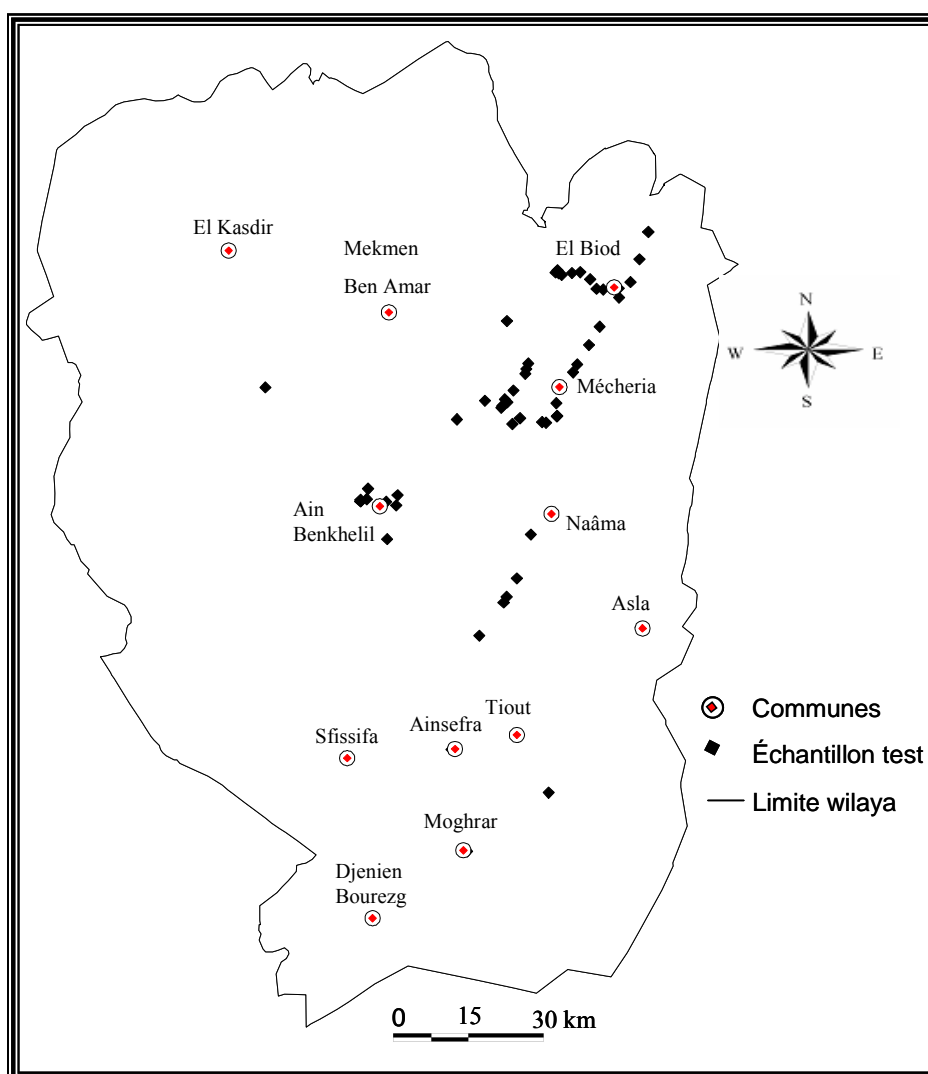 El Kasdir
Mekmen
Ben Amar
El Biod
N
W
E
S
Mécheria
Ain
Benkhelil
Naâma
Asla
Tiout
Ainsefra
Sfissifa
Communes
Échantillon test
Limite wilaya
Moghrar
Djenien
Bourezg
0 15 30 km